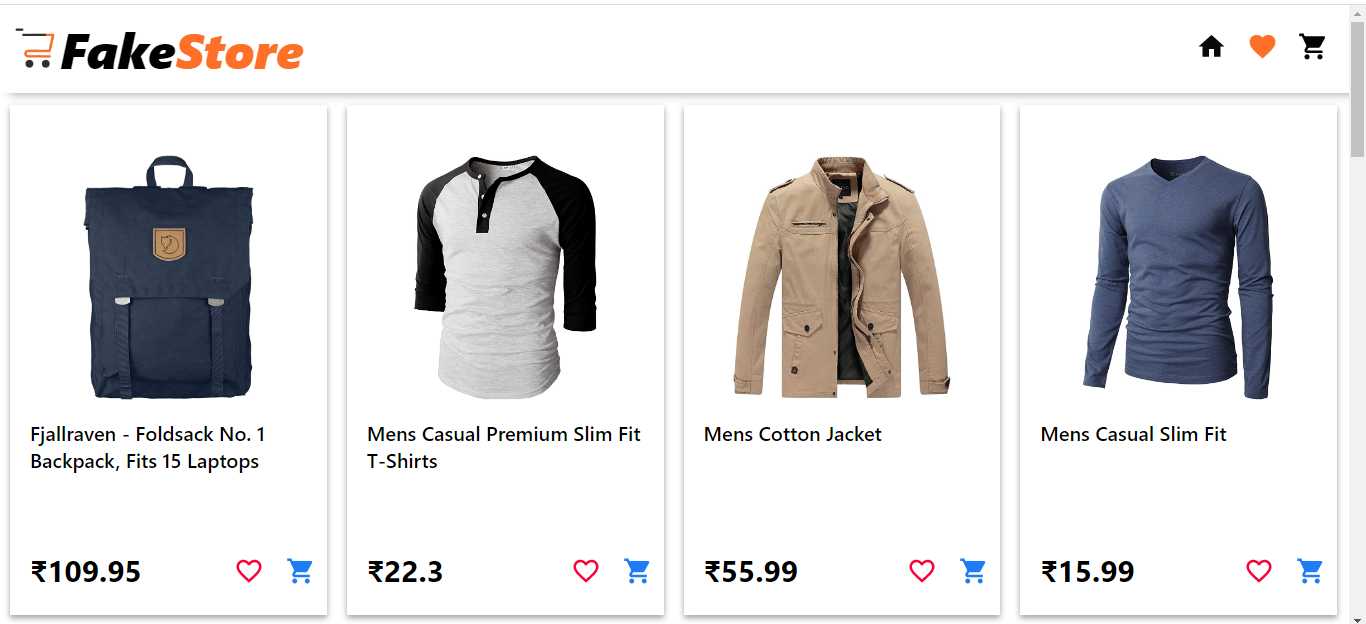 FakeStore
Fjallraven - Foldsack No. 1
Backpack, Fits 15 Laptops
₹109.95
Mens Casual Premium Slim Fit
T-Shirts
₹22.3
Mens Cotton Jacket
₹55.99
Mens Casual Slim Fit
₹15.99